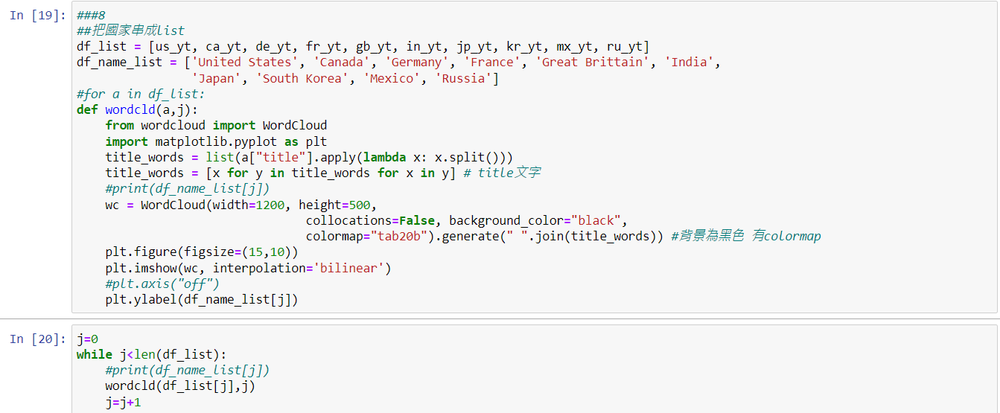 In [19]: ###8
##把國家串成list
df_list = [us_yt, ca_yt, de_yt, fr_yt, gb_yt, in_yt, jp_yt, kr_yt, mx_yt, ru_yt]
df_name_list = ['United States', 'Canada', 'Germany', 'France', 'Great Brittain', 'India',
'Japan', 'South Korea', 'Mexico', 'Russia']
#for a in df_list:
def wordcld(a,j):
from wordcloud import WordCloud
import matplotlib.pyplot as plt
title_words = list(a["title"].apply(lambda x: x.split()))
title_words = [x for y in title_words for x in y] # title文字
#print(df_name_list[j])
wc = WordCloud(width=1200, height=500,
collocations=False, background_color="black",
colormap="tab20b").generate(" ".join(title_words)) #背景為黑色 有colormap
plt.figure(figsize=(15,10))
plt.imshow(wc, interpolation='bilinear')
#plt.axis("off")
plt.ylabel(df_name_list[j])
In [20]: j=0
while j<len(df_list):
#print(df_name_list[j])
wordcld(df_list[j],j)
j=j+1